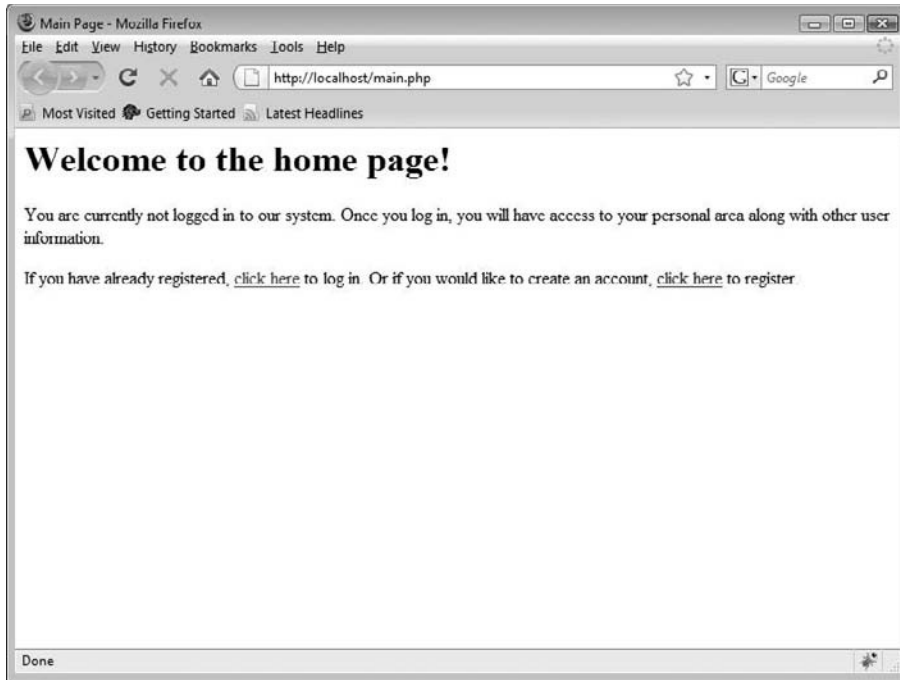 Main Page - Mozilla Firefox
File Edit View History Bookmarks Tools Help
http://localhost/main.php
G Google
Most Visited Getting Started Latest Headlines
Welcome to the home page!
You are currently not logged in to our system. Once you log in, you will have access to your personal area along with other user
information.
If you have already registered, click here to log in. Or if you would like to create an account, click here to register.
Done